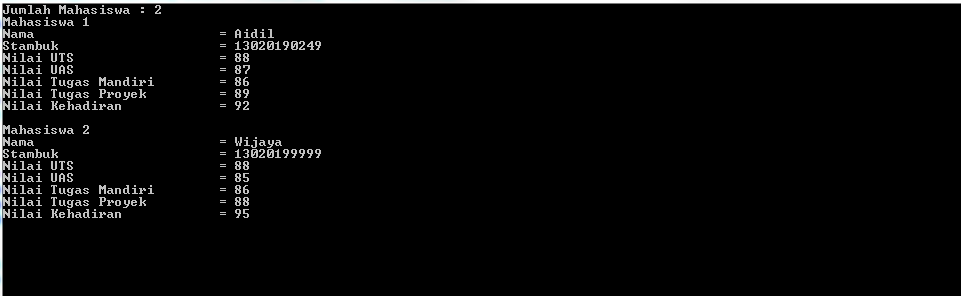 Jumlah Mahasiswa : 2
Mahasiswa 1
Nama = Aidil
Stambuk = 13020190249
Nilai UTS = 88
Nilai UAS = 87
Nilai Tugas Mandiri = 86
Nilai Tugas Proyek = 89
Nilai Kehadiran = 92
Mahasiswa 2
Nama = Wijaya
Stambuk = 13020199999
Nilai UTS = 88
Nilai UAS = 85
Nilai Tugas Mandiri = 86
Nilai Tugas Proyek = 88
Nilai Kehadiran = 95